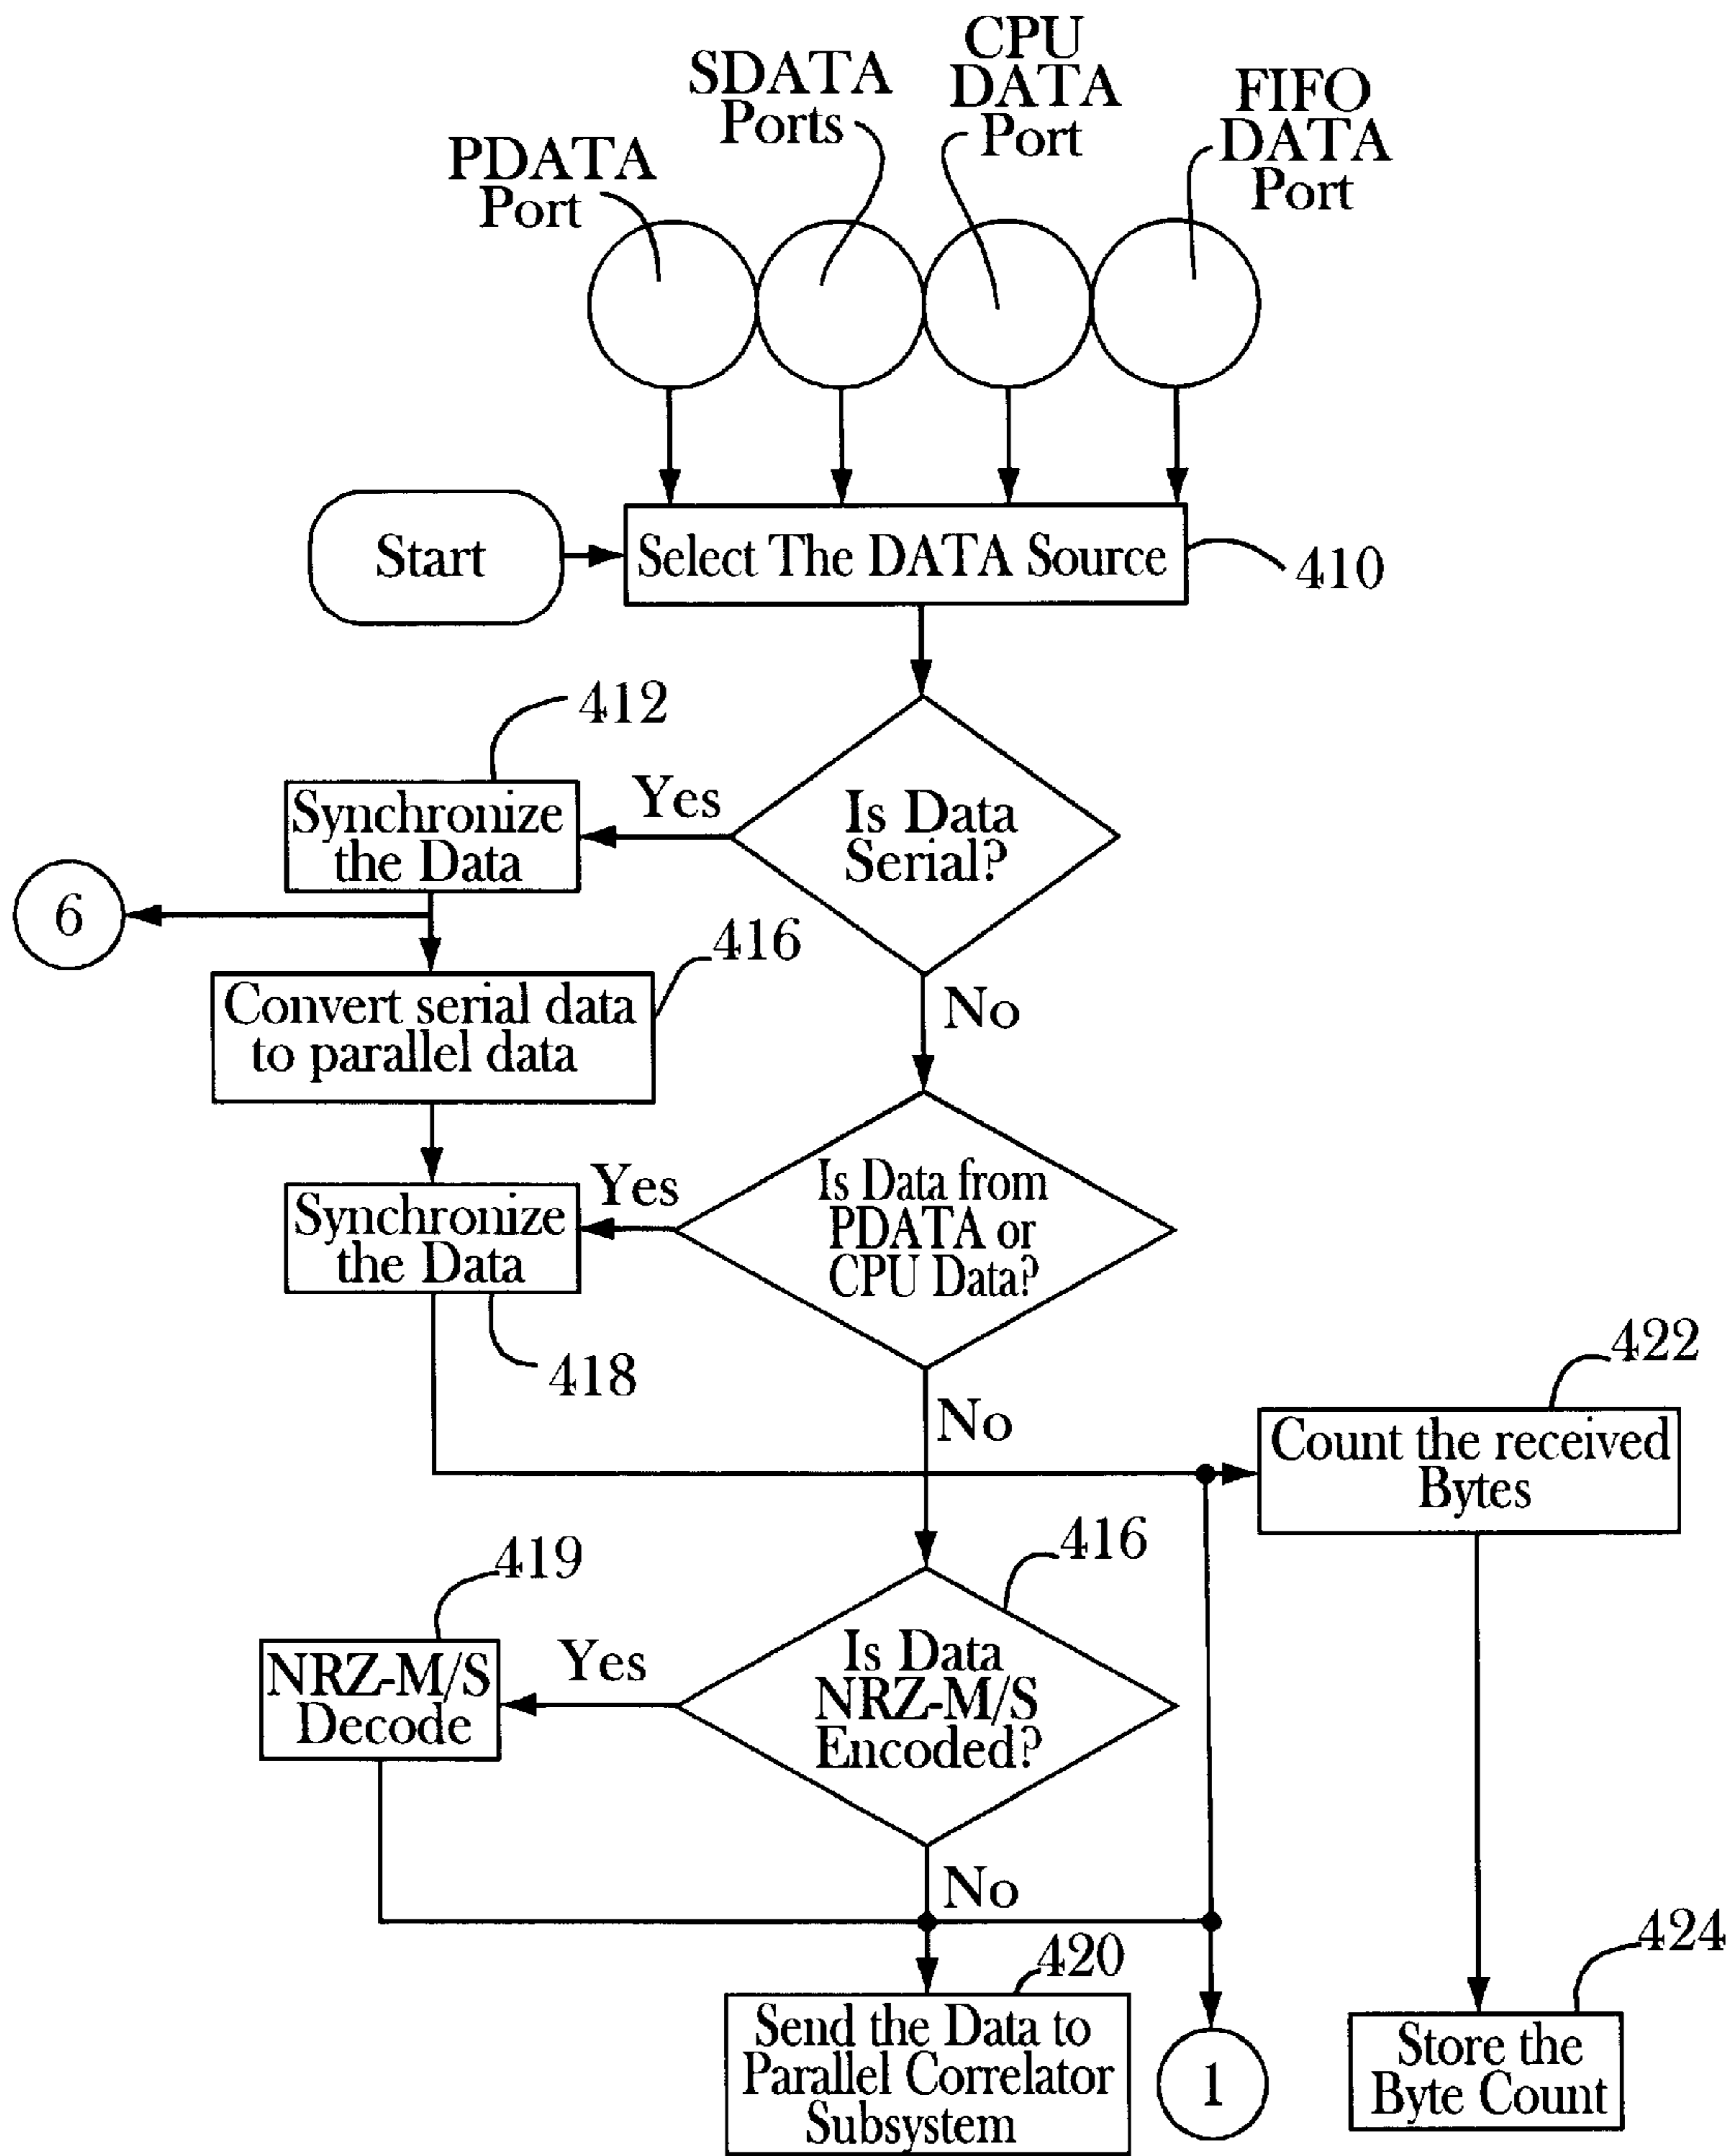 CPU
DATA
Port
SDATA
Ports
FIFO
DATA
Port
PDATA
Port
Start
Select The DATA Source
410
412
Synchronize
the Data
Yes
Is Data
Serial?
6
416
No
Convert serial data
to parallel data
Synchronize
the Data
Yes
Is Data from
PDATA or
CPU Data?
418
No
422
Count the received
Bytes
419
416
NRZ-M/S
Decode
Yes
Is Data
NRZ-M/S
Encoded?
No
420
424
Send the Data to
Parallel Correlator
Subsystem
1
Store the
Byte Count